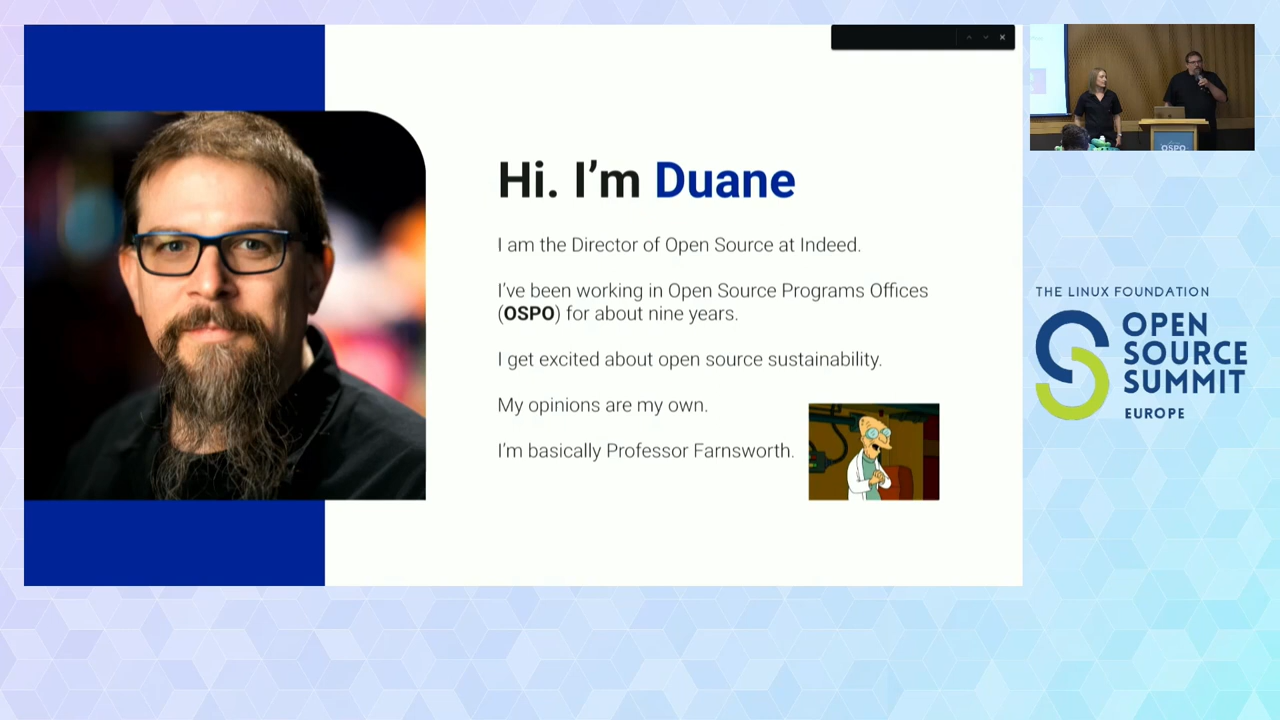 Hi. I'm Duane
I am the Director of Open Source at Indeed.
I've been working in Open Source Programs Offices
(OSPO) for about nine years.
I get excited about open source sustainability.
My opinions are my own.
I'm basically Professor Farnsworth.
OSPO
THE LINUX FOUNDATION
OPEN
SOURCE
SUMMIT
EUROPE